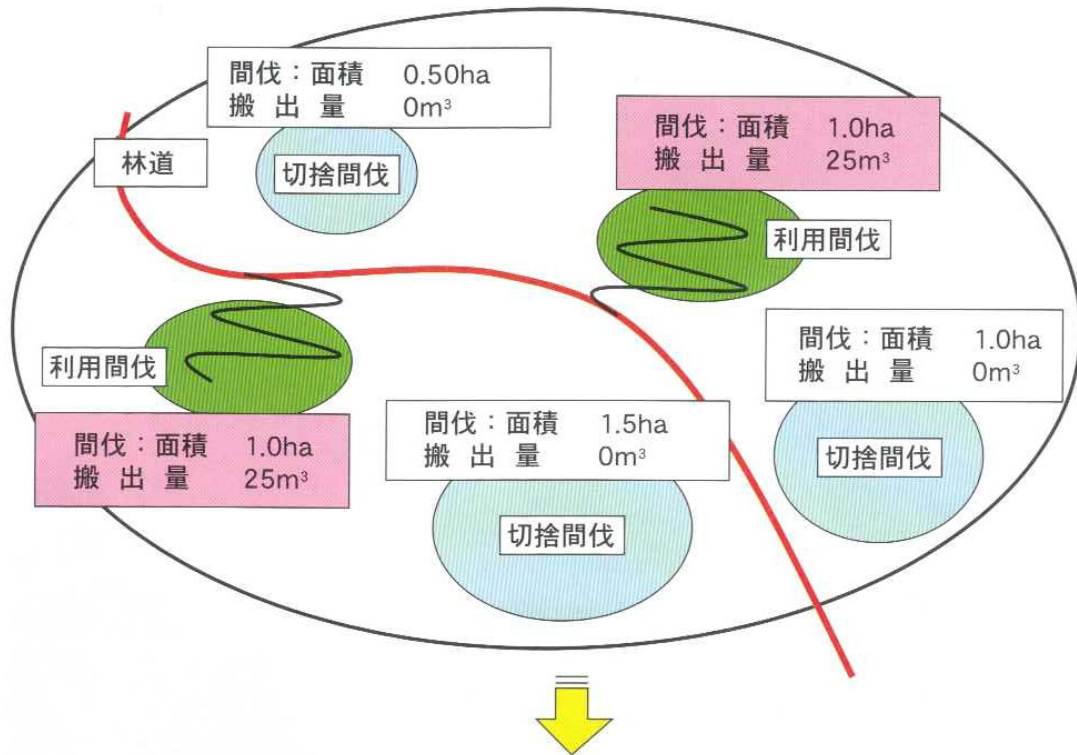 間伐：面積 0.50ha
搬出量 0m³
林道
切捨間伐
間伐：面積 1.0ha
搬出量 25m³
利用間伐
利用間伐
間伐：面積 1.0ha
搬出量 25m³
間伐：面積 1.5ha
搬出量 0m³
切捨間伐
間伐：面積 1.0ha
搬出量 0m³
切捨間伐